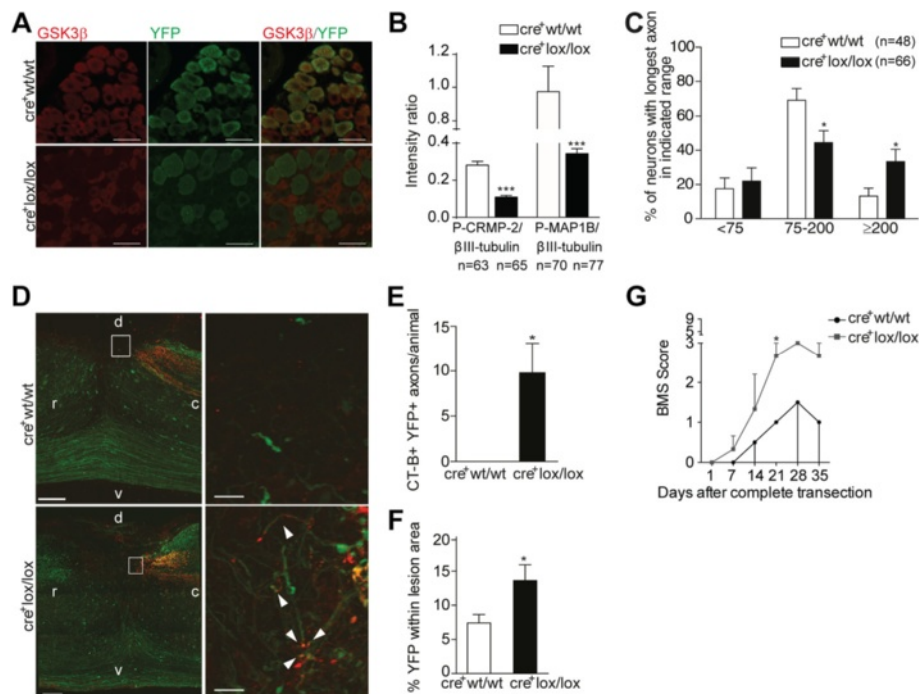 A
GSK3β YFP GSK3β/YFP
cre⁺wt/wt
cre⁺lox/lox
B
cre⁺wt/wt
cre⁺lox/lox
Intensity ratio
1.2
1.0
0.8
0.4
0.2
0.0
***
***
P-CRMP-2/ P-MAP1B/
βIII-tubulin βIII-tubulin
n=63 n=65 n=70 n=77
C
cre⁺wt/wt (n=48)
cre⁺lox/lox (n=66)
% of neurons with longest axon
in indicated range
100
80
60
40
20
0
*
*
<75 75-200 ≥200
D
cre⁺wt/wt
d
r c
v
cre⁺lox/lox
d
r c
v
E
CT-B+ YFP+ axons/animal
15
10
5
0
*
cre⁺wt/wt cre⁺lox/lox
F
% YFP within lesion area
20
15
10
5
0
*
cre⁺wt/wt cre⁺lox/lox
G
cre⁺wt/wt
cre⁺lox/lox
BMS Score
9
5
3
2
1
0
*
1 7 14 21 28 35
Days after complete transection